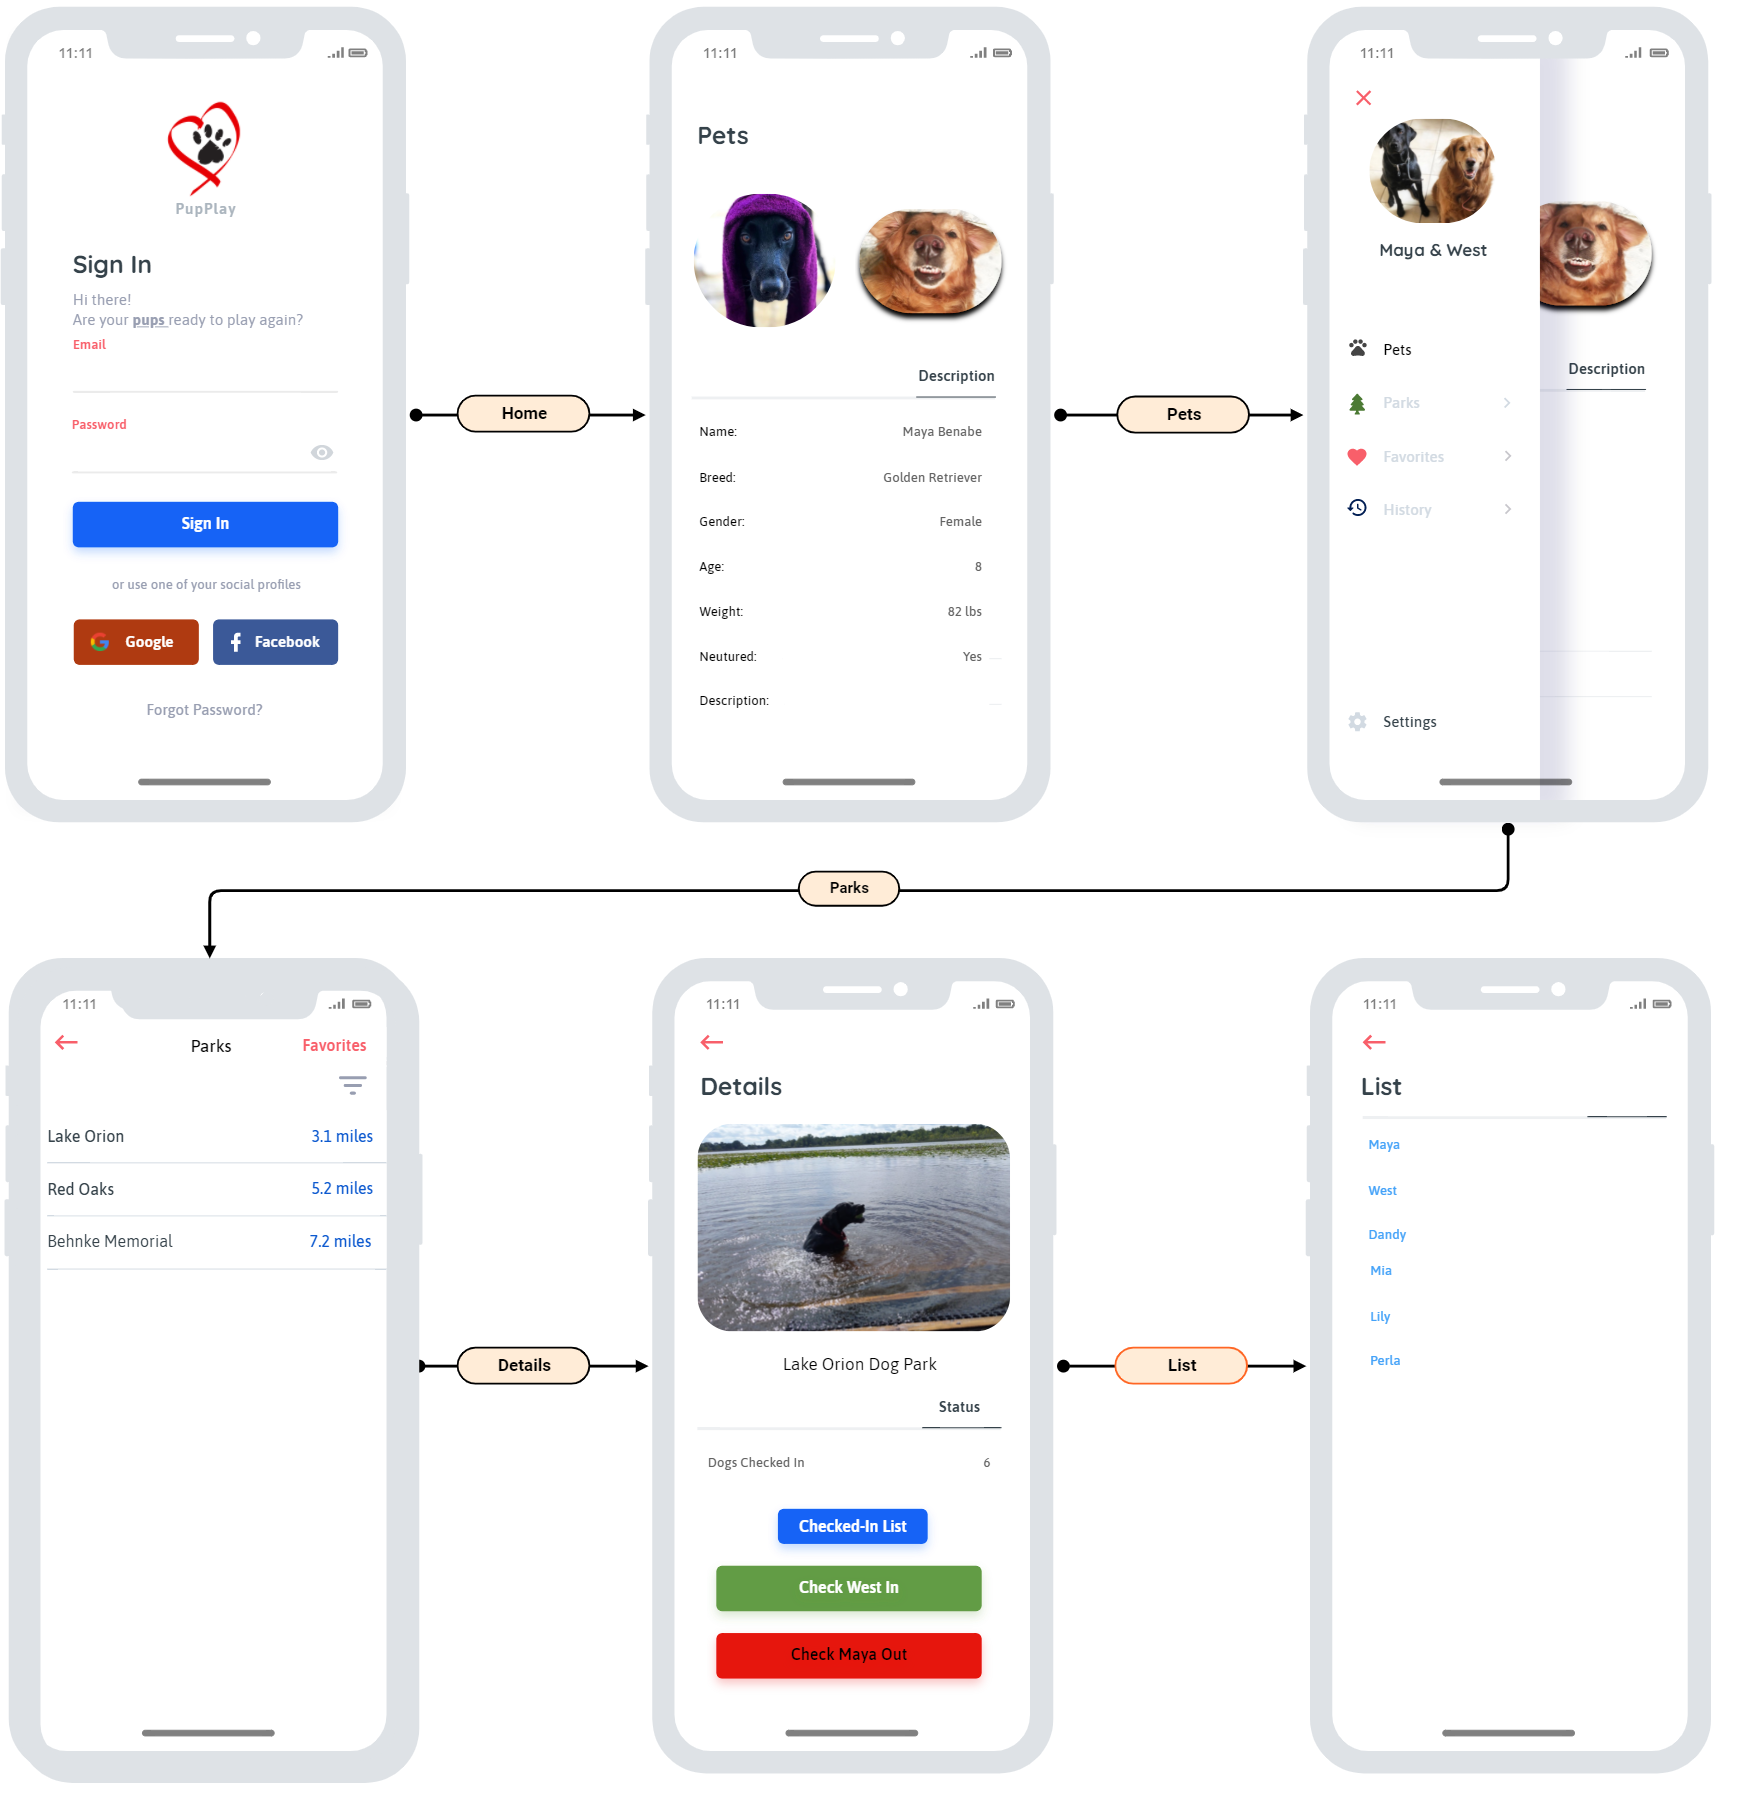 11:11
PupPlay
Sign In
Hi there!
Are your pups ready to play again?
Email
Password
Sign In
or use one of your social profiles
Google
Facebook
Forgot Password?
Home
11:11
Pets
Description
Name: Maya Benabe
Breed: Golden Retriever
Gender: Female
Age: 8
Weight: 82 lbs
Neutured: Yes
Description:
Pets
11:11
Maya & West
Pets
Parks
Favorites
History
Settings
Description
Parks
11:11
Parks
Favorites
Lake Orion 3.1 miles
Red Oaks 5.2 miles
Behnke Memorial 7.2 miles
Details
11:11
Details
Lake Orion Dog Park
Status
Dogs Checked In 6
Checked-In List
Check West In
Check Maya Out
List
11:11
List
Maya
West
Dandy
Mia
Lily
Perla